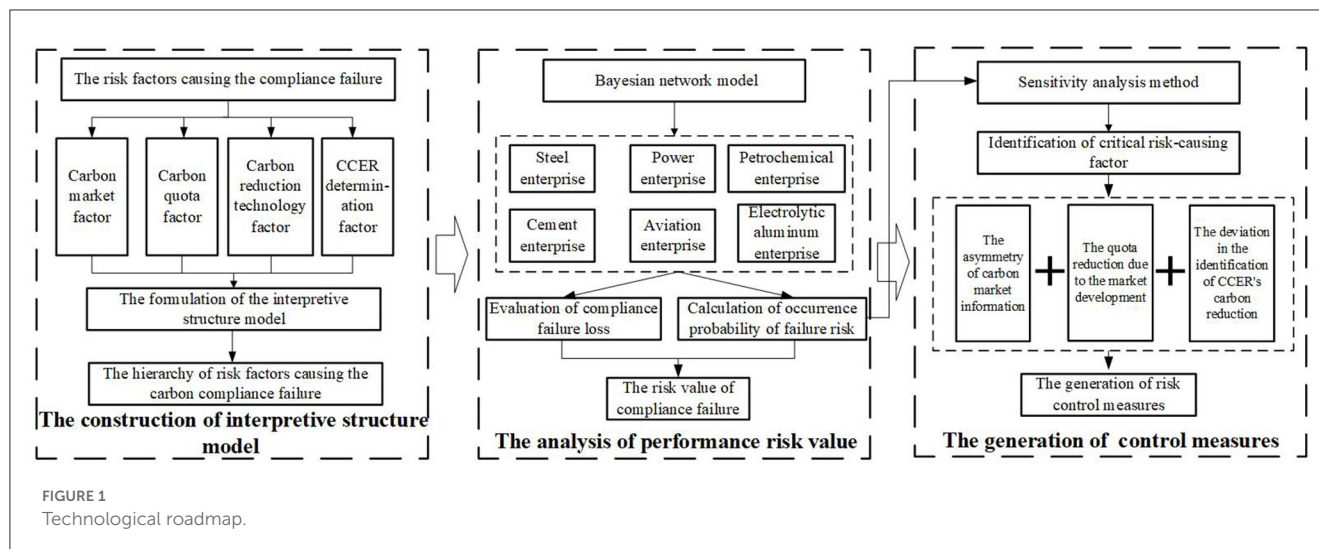 The risk factors causing the compliance failure
Carbon
market
factor
Carbon
quota
factor
Carbon
reduction
technology
factor
CCER
determin-
ation
factor
The formulation of the interpretive
structure model
The hierarchy of risk factors causing the
carbon compliance failure
The construction of interpretive structure
model
Bayesian network model
Steel
enterprise
Power
enterprise
Petrochemical
enterprise
Cement
enterprise
Aviation
enterprise
Electrolytic
aluminum
enterprise
Evaluation of compliance
failure loss
Calculation of occurrence
probability of failure risk
The risk value of
compliance failure
The analysis of performance risk value
Sensitivity analysis method
Identification of critical risk-causing
factor
The
asymmetry of carbon
market
information
The quota
reduction due
to the market
development
The deviation
in the
identification
of CCER's
carbon
reduction
The generation of risk
control measures
The generation of control measures
FIGURE 1
Technological roadmap.